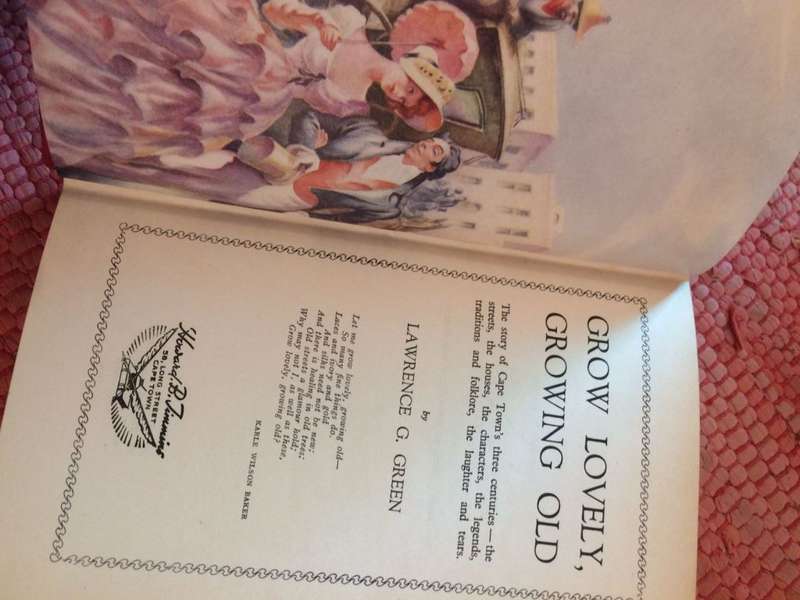 GROW LOVELY,
GROWING OLD
The story of Cape Town's three centuries — the
streets, the houses, the characters, the legends,
traditions and folklore, the laughter and tears.
by
LAWRENCE G. GREEN
Let me grow lovely, growing old—
So many fine things do.
Laces and ivory and gold
And silks need not be new;
And there is healing in old trees;
Old streets a glamour hold;
Why may not I, as well as these,
Grow lovely, growing old?
KARLE WILSON BAKER
Howard B. Timmins
58, LONG STREET
CAPE TOWN